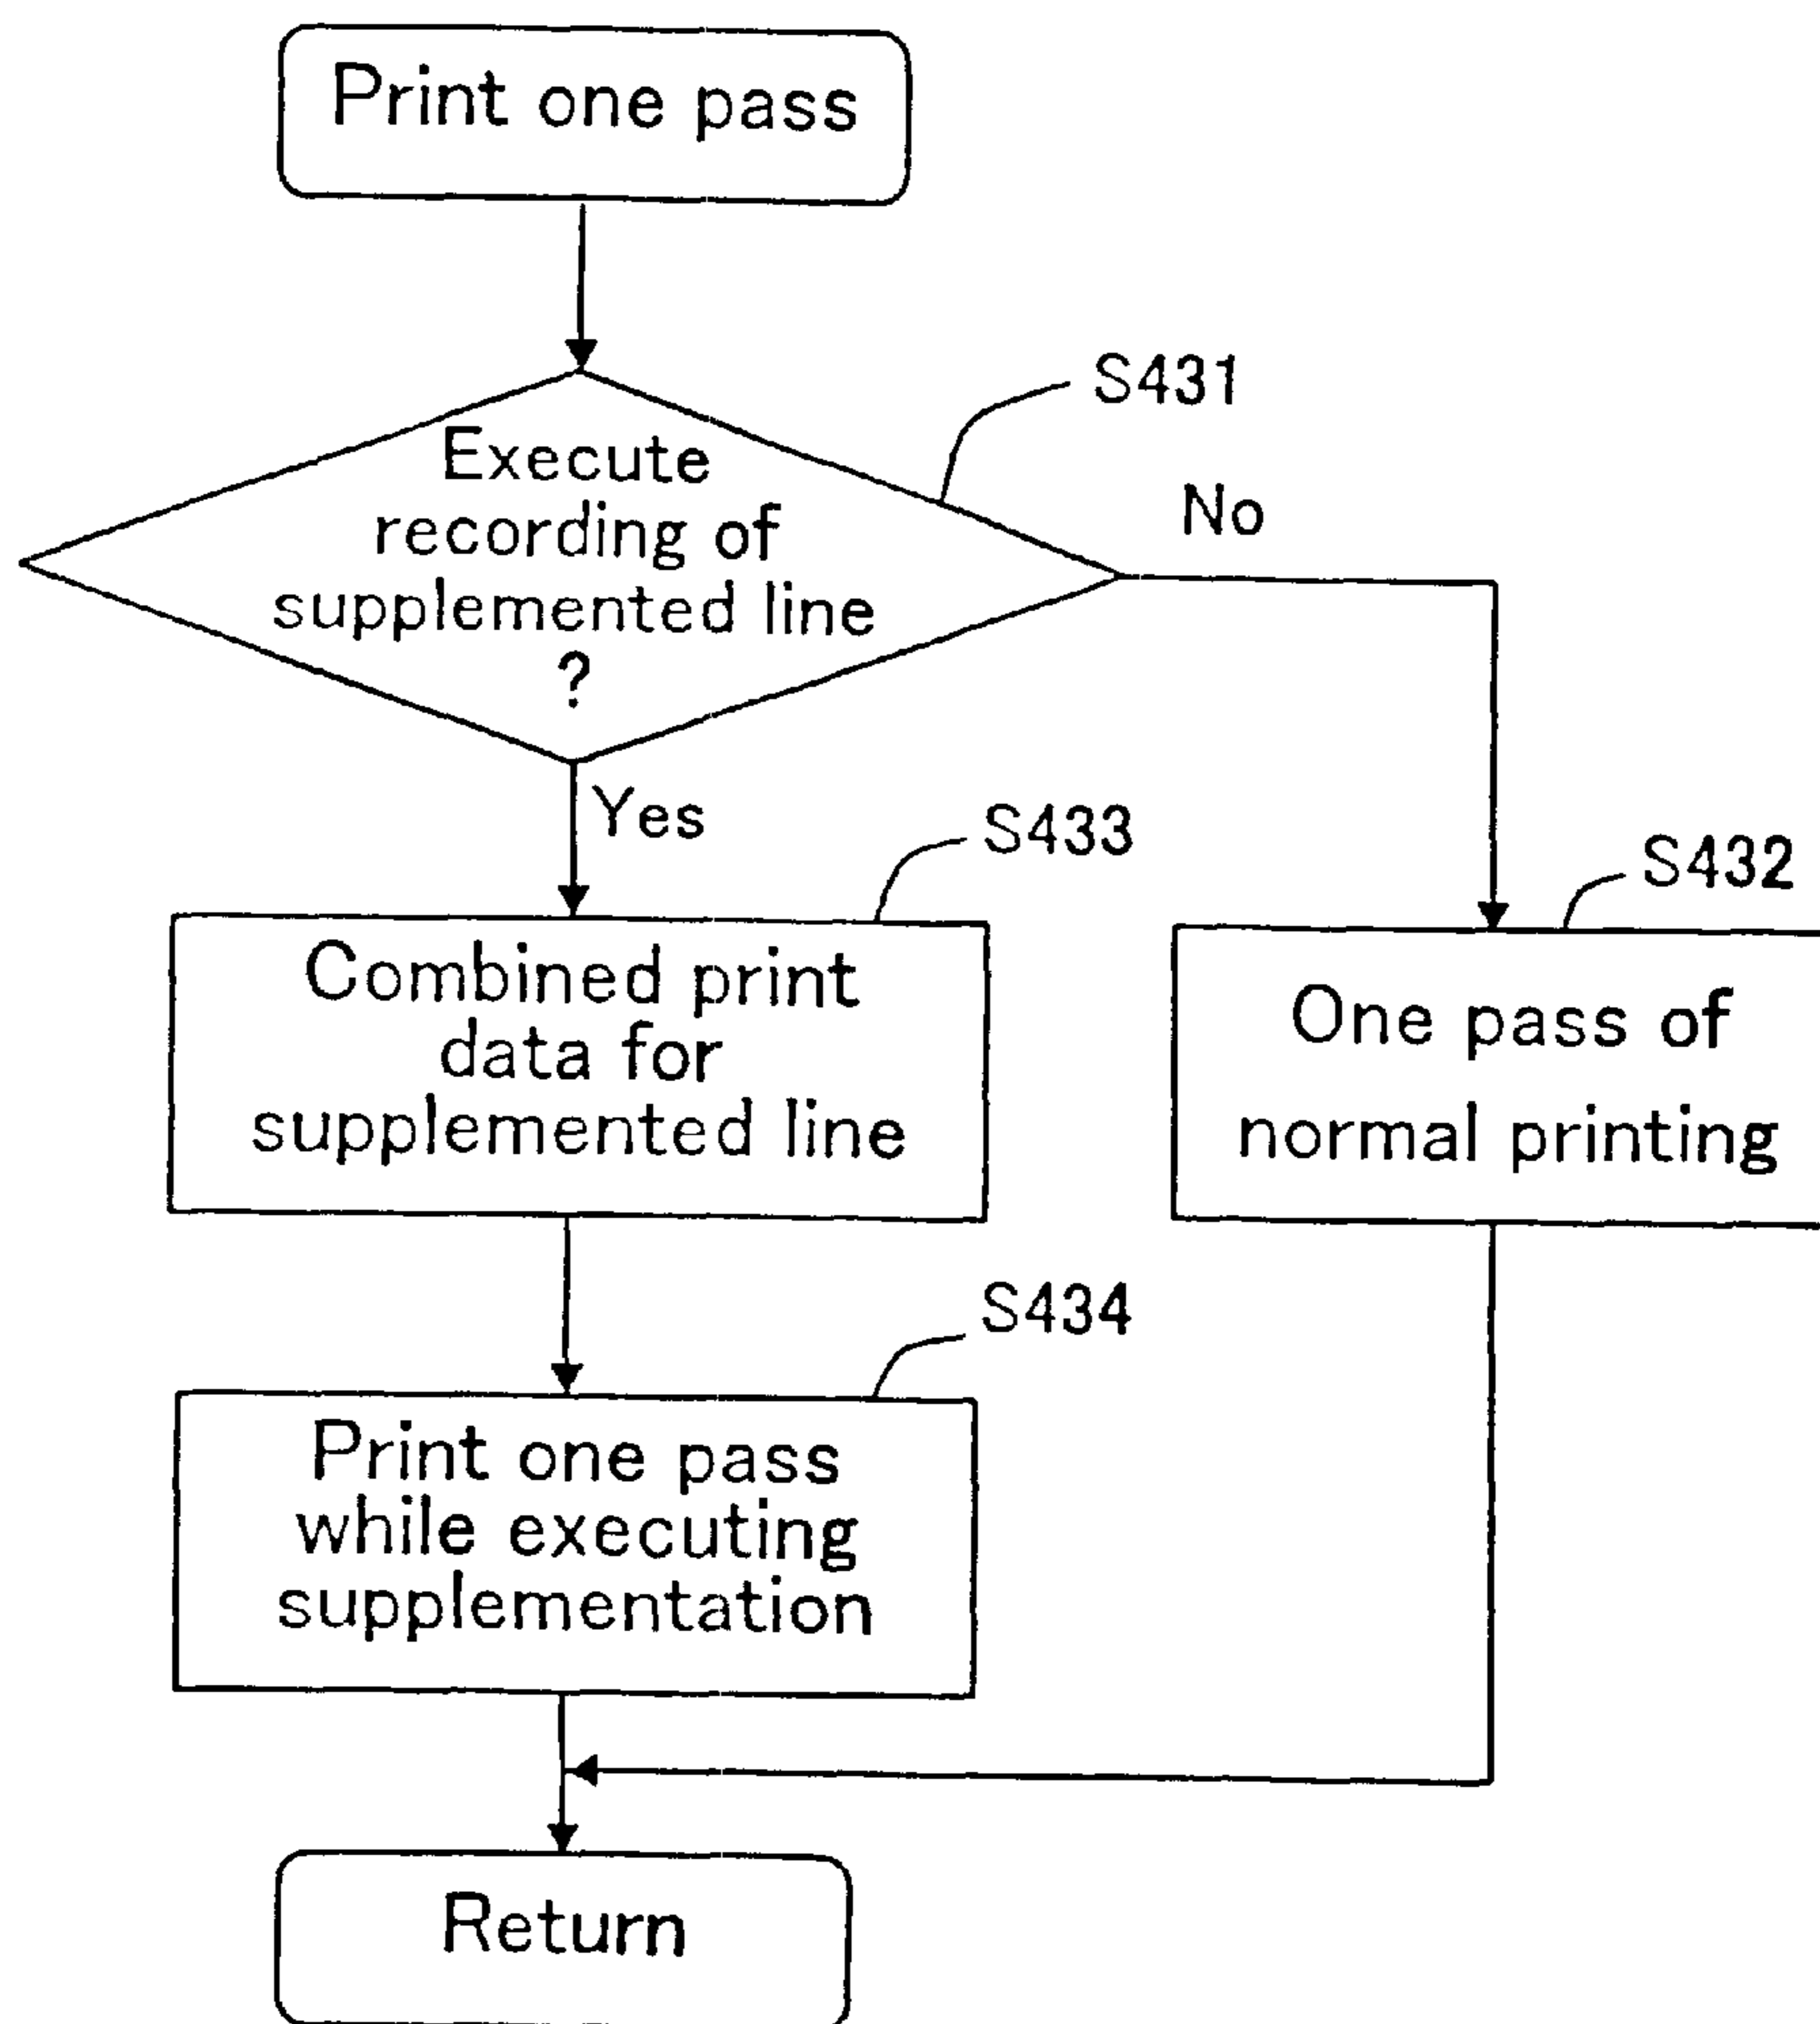 Print one pass
S431
Execute
recording of
supplemented line
?
No
Yes
S433
Combined print
data for
supplemented line
S432
One pass of
normal printing
S434
Print one pass
while executing
supplementation
Return